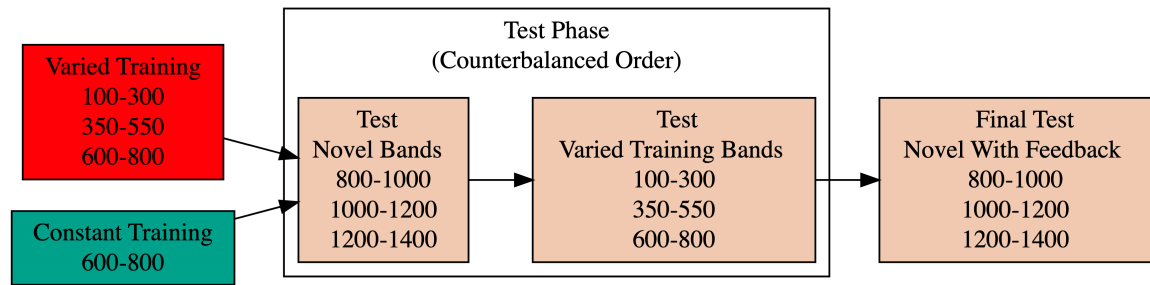 Varied Training
100-300
350-550
600-800
Constant Training
600-800
Test Phase
(Counterbalanced Order)
Test
Novel Bands
800-1000
1000-1200
1200-1400
Test
Varied Training Bands
100-300
350-550
600-800
Final Test
Novel With Feedback
800-1000
1000-1200
1200-1400